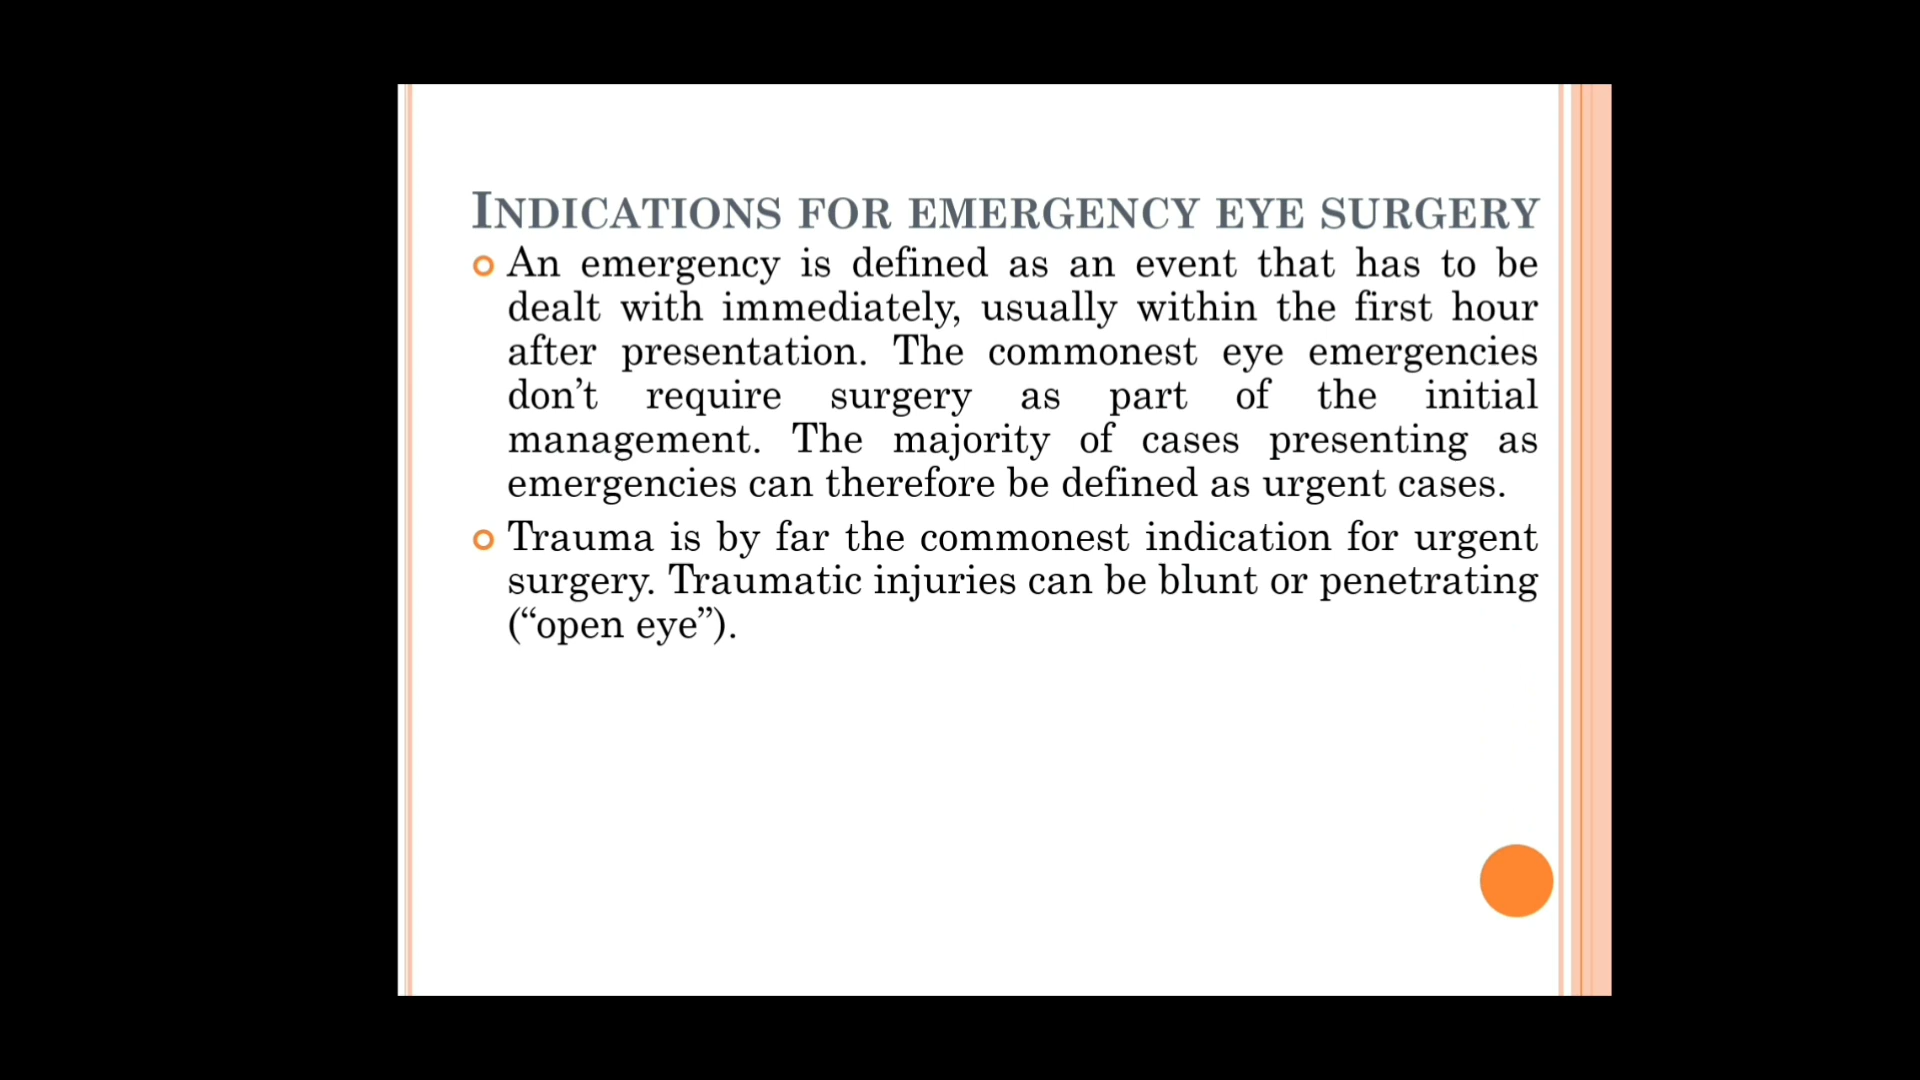 INDICATIONS FOR EMERGENCY EYE SURGERY
An emergency is defined as an event that has to be
dealt with immediately, usually within the first hour
after presentation. The commonest eye emergencies
don’t require surgery as part of the initial
management. The majority of cases presenting as
emergencies can therefore be defined as urgent cases.
Trauma is by far the commonest indication for urgent
surgery. Traumatic injuries can be blunt or penetrating
(“open eye”).